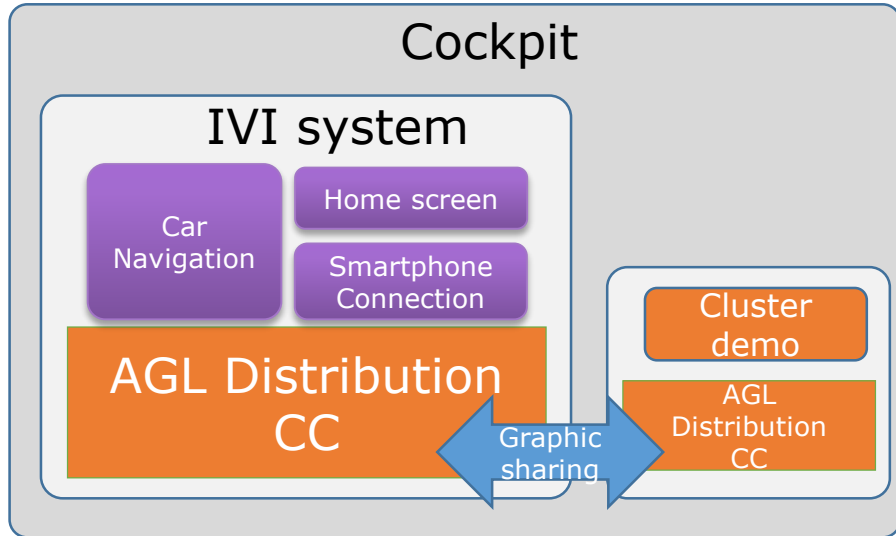 Cockpit
IVI system
Car
Navigation
Home screen
Smartphone
Connection
AGL Distribution
CC
Graphic
sharing
Cluster
demo
AGL
Distribution
CC